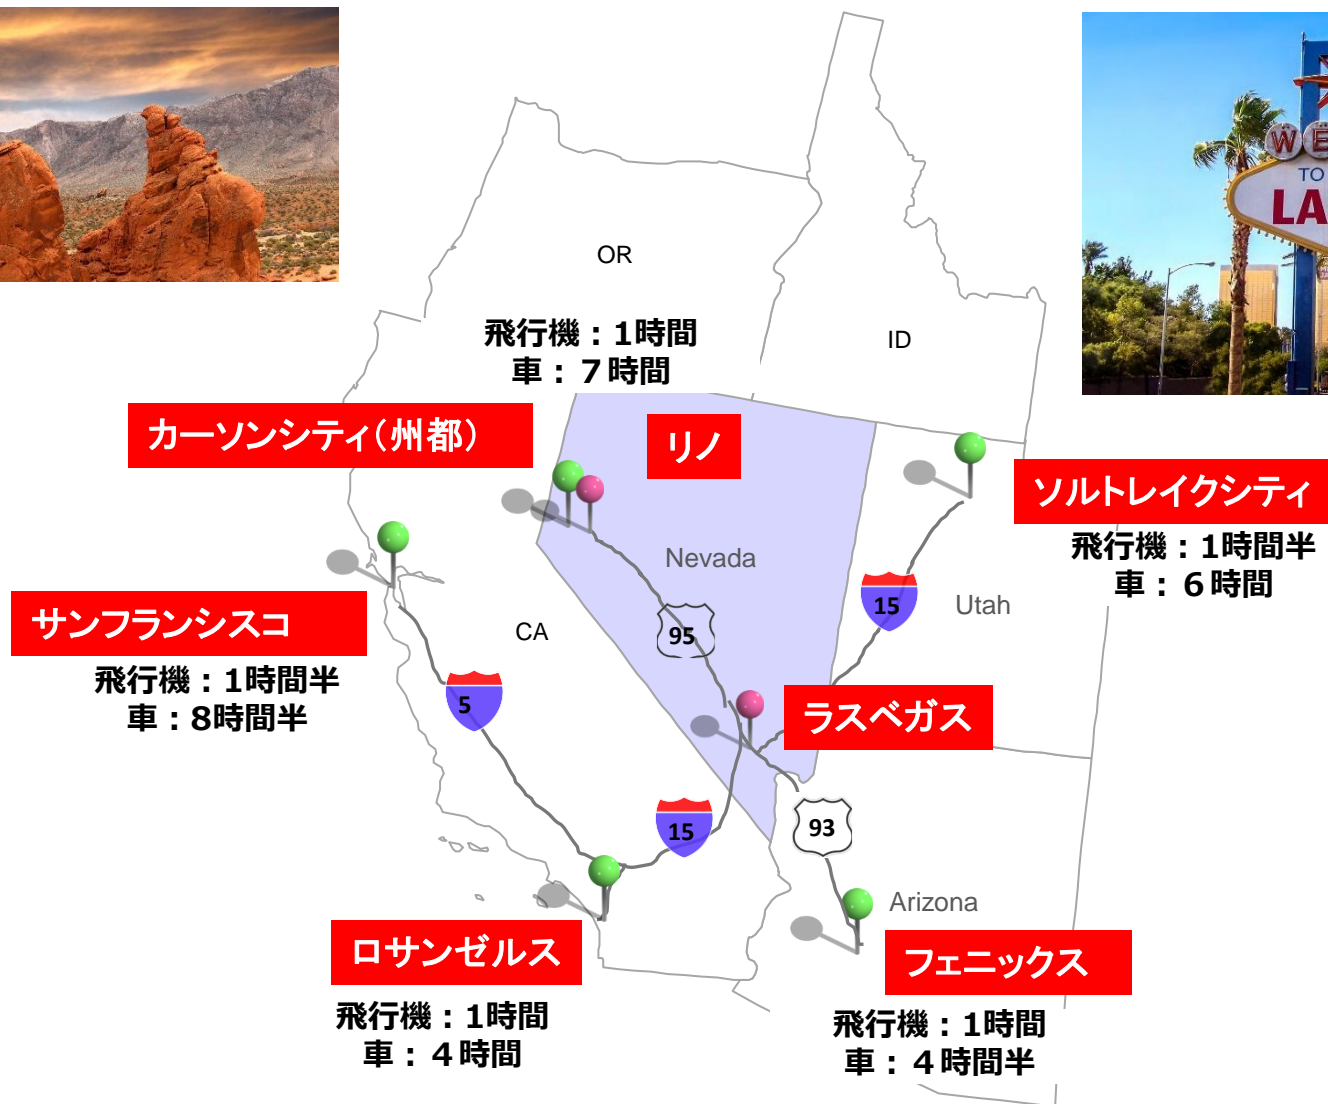 WE
TO
LA
OR
ID
飛行機：1時間
車：７時間
カーソンシティ（州都）
リノ
ソルトレイクシティ
飛行機：1時間半
車：６時間
Nevada
Utah
15
95
サンフランシスコ
CA
飛行機：1時間半
車：8時間半
5
ラスベガス
15
93
Arizona
ロサンゼルス
フェニックス
飛行機：1時間
車：４時間
飛行機：1時間
車：４時間半